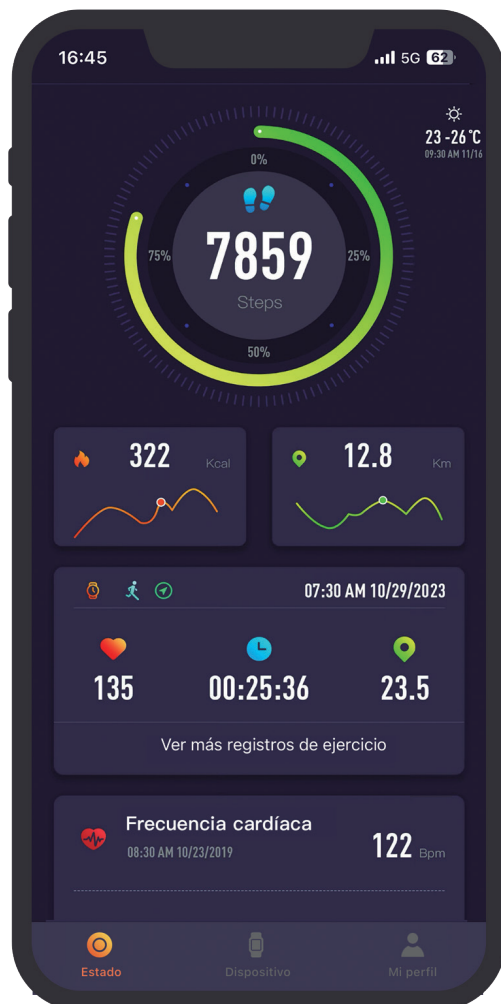 16:45
5G 62
23-26°C
09:30 AM 11/16
0%
75%
25%
50%
7859
Steps
322 Kcal
12.8 Km
07:30 AM 10/29/2023
135
00:25:36
23.5
Ver más registros de ejercicio
Frecuencia cardíaca
08:30 AM 10/23/2019
122 Bpm
Estado
Dispositivo
Mi perfil